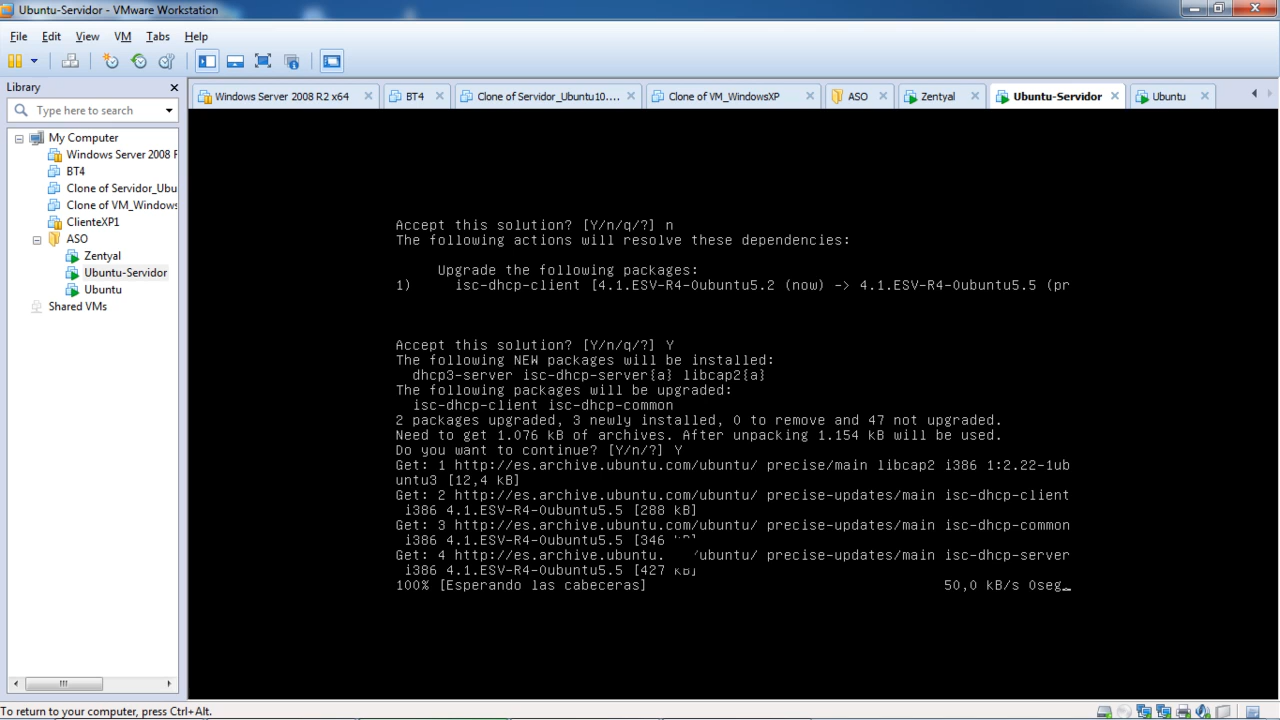 Ubuntu-Servidor - VMware Workstation
File Edit View VM Tabs Help
Library
Type here to search
My Computer
Windows Server 2008 F
BT4
Clone of Servidor_Ubu
Clone of VM_Windows
ClienteXP1
ASO
Zentyal
Ubuntu-Servidor
Ubuntu
Shared VMs
Windows Server 2008 R2 x64 BT4 Clone of Servidor_Ubuntu10.... Clone of VM_WindowsXP ASO Zentyal Ubuntu-Servidor Ubuntu
Accept this solution? [Y/n/q/?] n
The following actions will resolve these dependencies:
Upgrade the following packages:
1) isc-dhcp-client [4.1.ESV-R4-0ubuntu5.2 (now) -> 4.1.ESV-R4-0ubuntu5.5 (pr
Accept this solution? [Y/n/q/?] Y
The following NEW packages will be installed:
dhcp3-server isc-dhcp-server{a} libcap2{a}
The following packages will be upgraded:
isc-dhcp-client isc-dhcp-common
2 packages upgraded, 3 newly installed, 0 to remove and 47 not upgraded.
Need to get 1.076 kB of archives. After unpacking 1.154 kB will be used.
Do you want to continue? [Y/n/?] Y
Get: 1 http://es.archive.ubuntu.com/ubuntu/ precise/main libcap2 i386 1:2.22-1ub
untu3 [12,4 kB]
Get: 2 http://es.archive.ubuntu.com/ubuntu/ precise-updates/main isc-dhcp-client
i386 4.1.ESV-R4-0ubuntu5.5 [288 kB]
Get: 3 http://es.archive.ubuntu.com/ubuntu/ precise-updates/main isc-dhcp-common
i386 4.1.ESV-R4-0ubuntu5.5 [346 kB]
Get: 4 http://es.archive.ubuntu. /ubuntu/ precise-updates/main isc-dhcp-server
i386 4.1.ESV-R4-0ubuntu5.5 [427 kB]
100% [Esperando las cabeceras] 50,0 kB/s 0seg_
To return to your computer, press Ctrl+Alt.